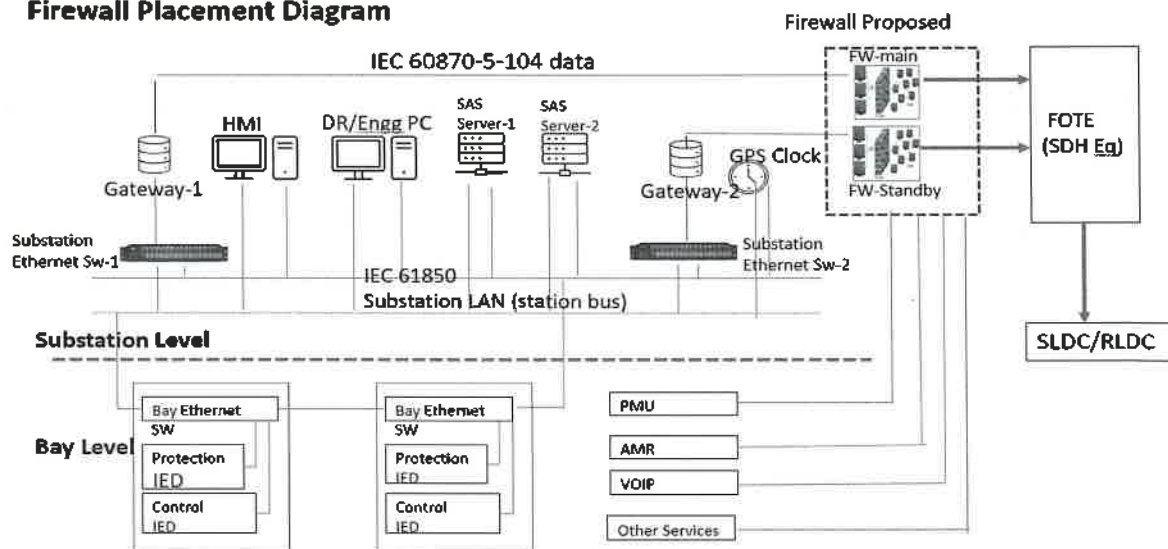 Firewall Placement Diagram
Firewall Proposed
IEC 60870-5-104 data
FW-main
FOTE
(SDH Eq)
HMI
DR/Engg PC
SAS
Server-1
SAS
Server-2
Gateway-1
Gateway-2
GPS Clock
FW-Standby
Substation
Ethernet Sw-1
Substation
Ethernet Sw-2
IEC 61850
Substation LAN (station bus)
Substation Level
SLDC/RLDC
Bay Level
Bay Ethernet
SW
Protection
IED
Control
IED
Bay Ethernet
SW
Protection
IED
Control
IED
PMU
AMR
VOIP
Other Services